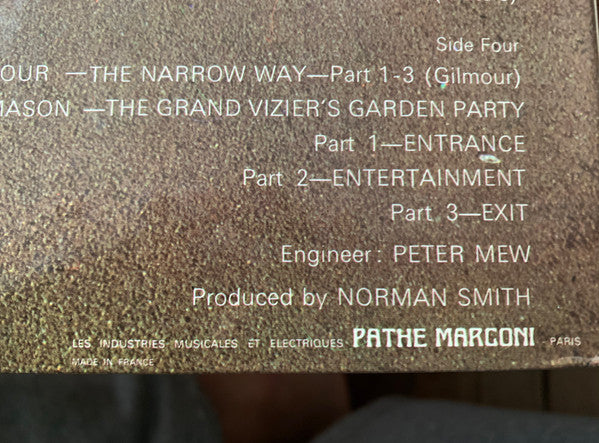 Side Four
OUR —THE NARROW WAY—Part 1-3 (Gilmour)
MASON —THE GRAND VIZIER'S GARDEN PARTY
Part 1—ENTRANCE
Part 2—ENTERTAINMENT
Part 3—EXIT
Engineer: PETER MEW
Produced by NORMAN SMITH
LES INDUSTRIES MUSICALES ET ELECTRIQUES PATHE MARCONI - PARIS
MADE IN FRANCE